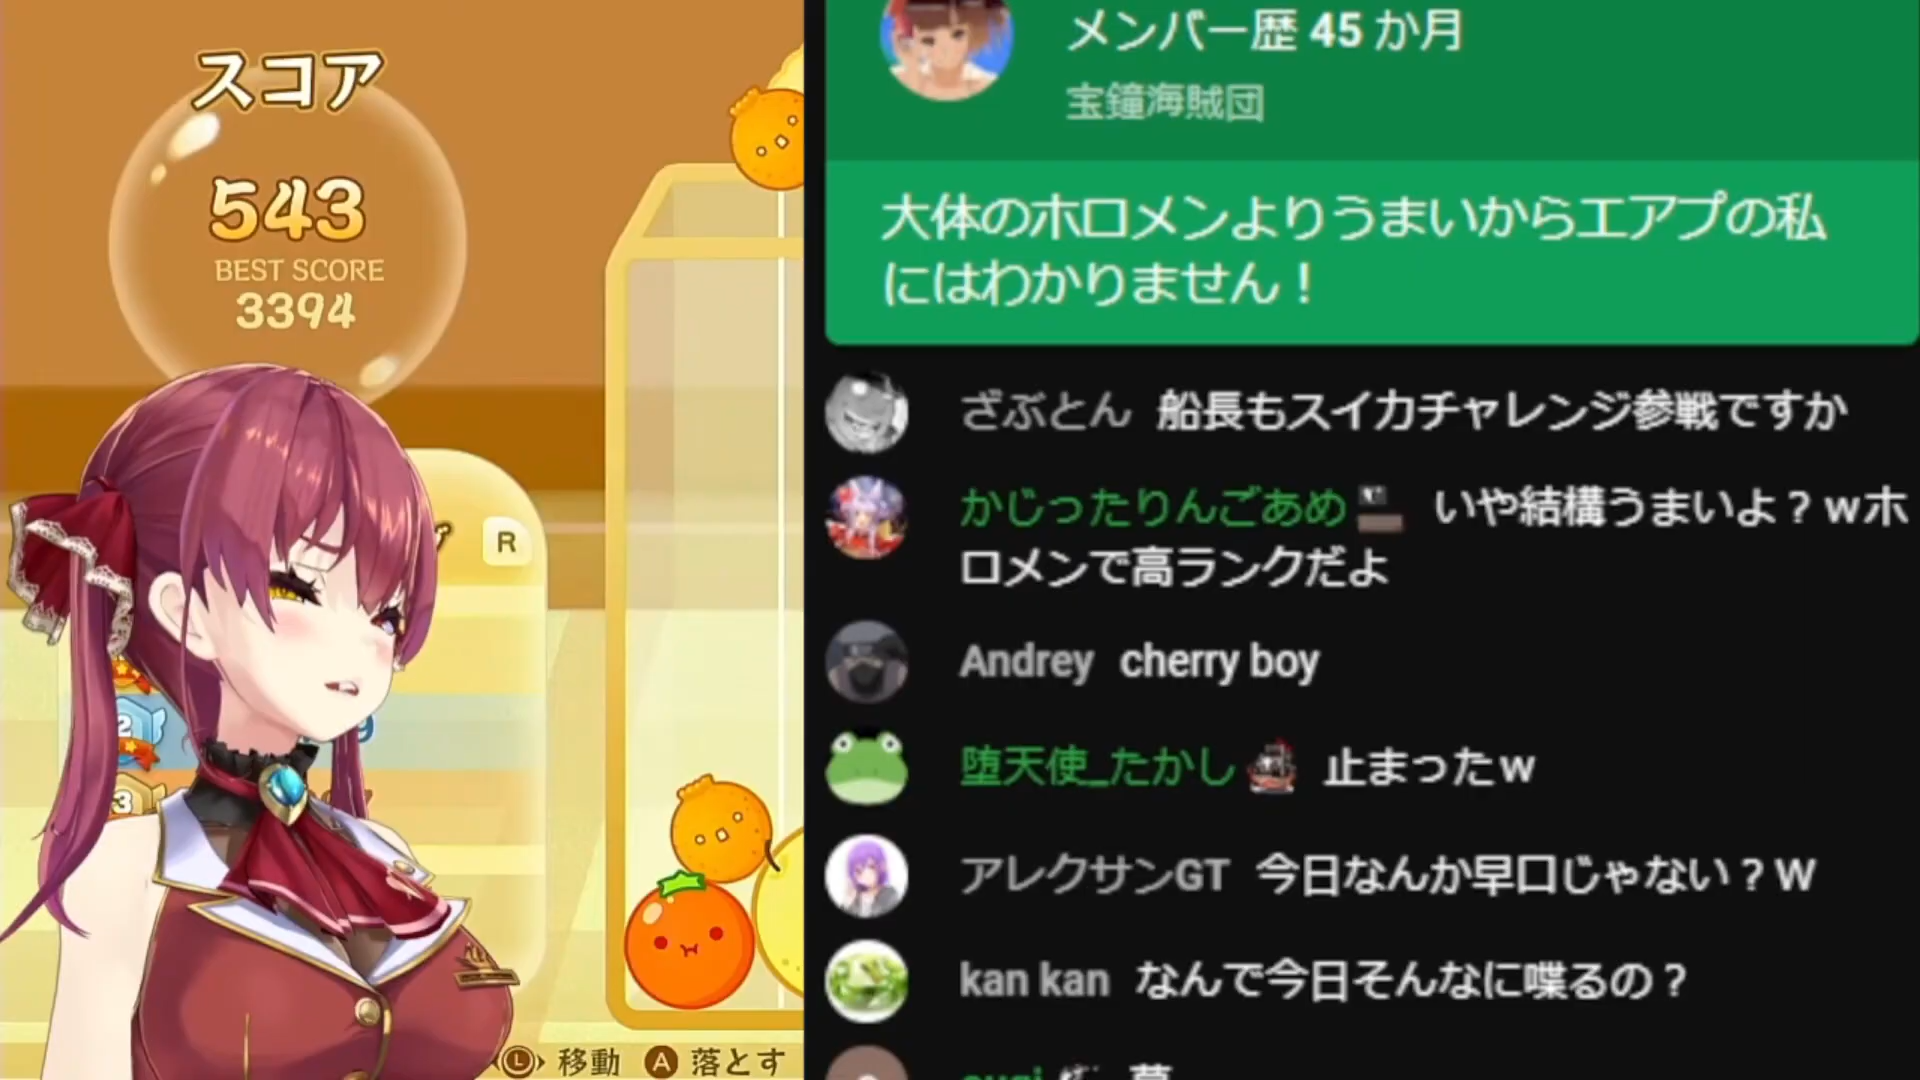 スコア
543
BEST SCORE
3394
R
2
3
L 移動 A 落とす
メンバー歴 45 か月
宝鐘海賊団
大体のホロメンよりうまいからエアプの私
にはわかりません！
ざぶとん 船長もスイカチャレンジ参戦ですか
かじったりんごあめ いや結構うまいよ？wホ
ロメンで高ランクだよ
Andrey cherry boy
堕天使_たかし 止まったw
アレクサンGT 今日なんか早口じゃない？W
kan kan なんで今日そんなに喋るの？